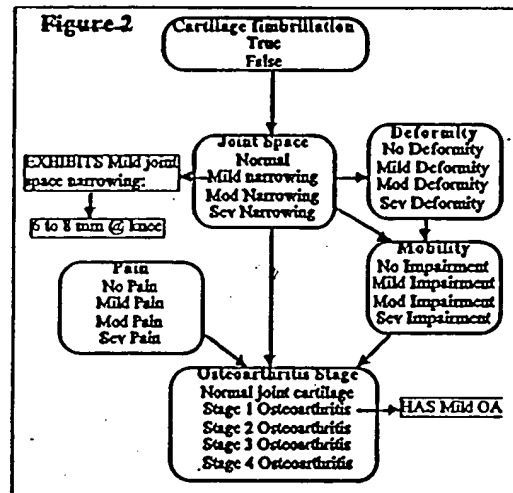 Figure 2
Cartilage fimbrillation
True
False
Joint Space
Normal
Mild narrowing
Mod Narrowing
Sev Narrowing
Deformity
No Deformity
Mild Deformity
Mod Deformity
Sev Deformity
EXHIBITS Mild joint
space narrowing:
6 to 8 mm @ knee
Mobility
No Impairment
Mild Impairment
Mod Impairment
Sev Impairment
Pain
No Pain
Mild Pain
Mod Pain
Sev Pain
Osteoarthritis Stage
Normal joint cartilage
Stage 1 Osteoarthritis
Stage 2 Osteoarthritis
Stage 3 Osteoarthritis
Stage 4 Osteoarthritis
HAS Mild OA